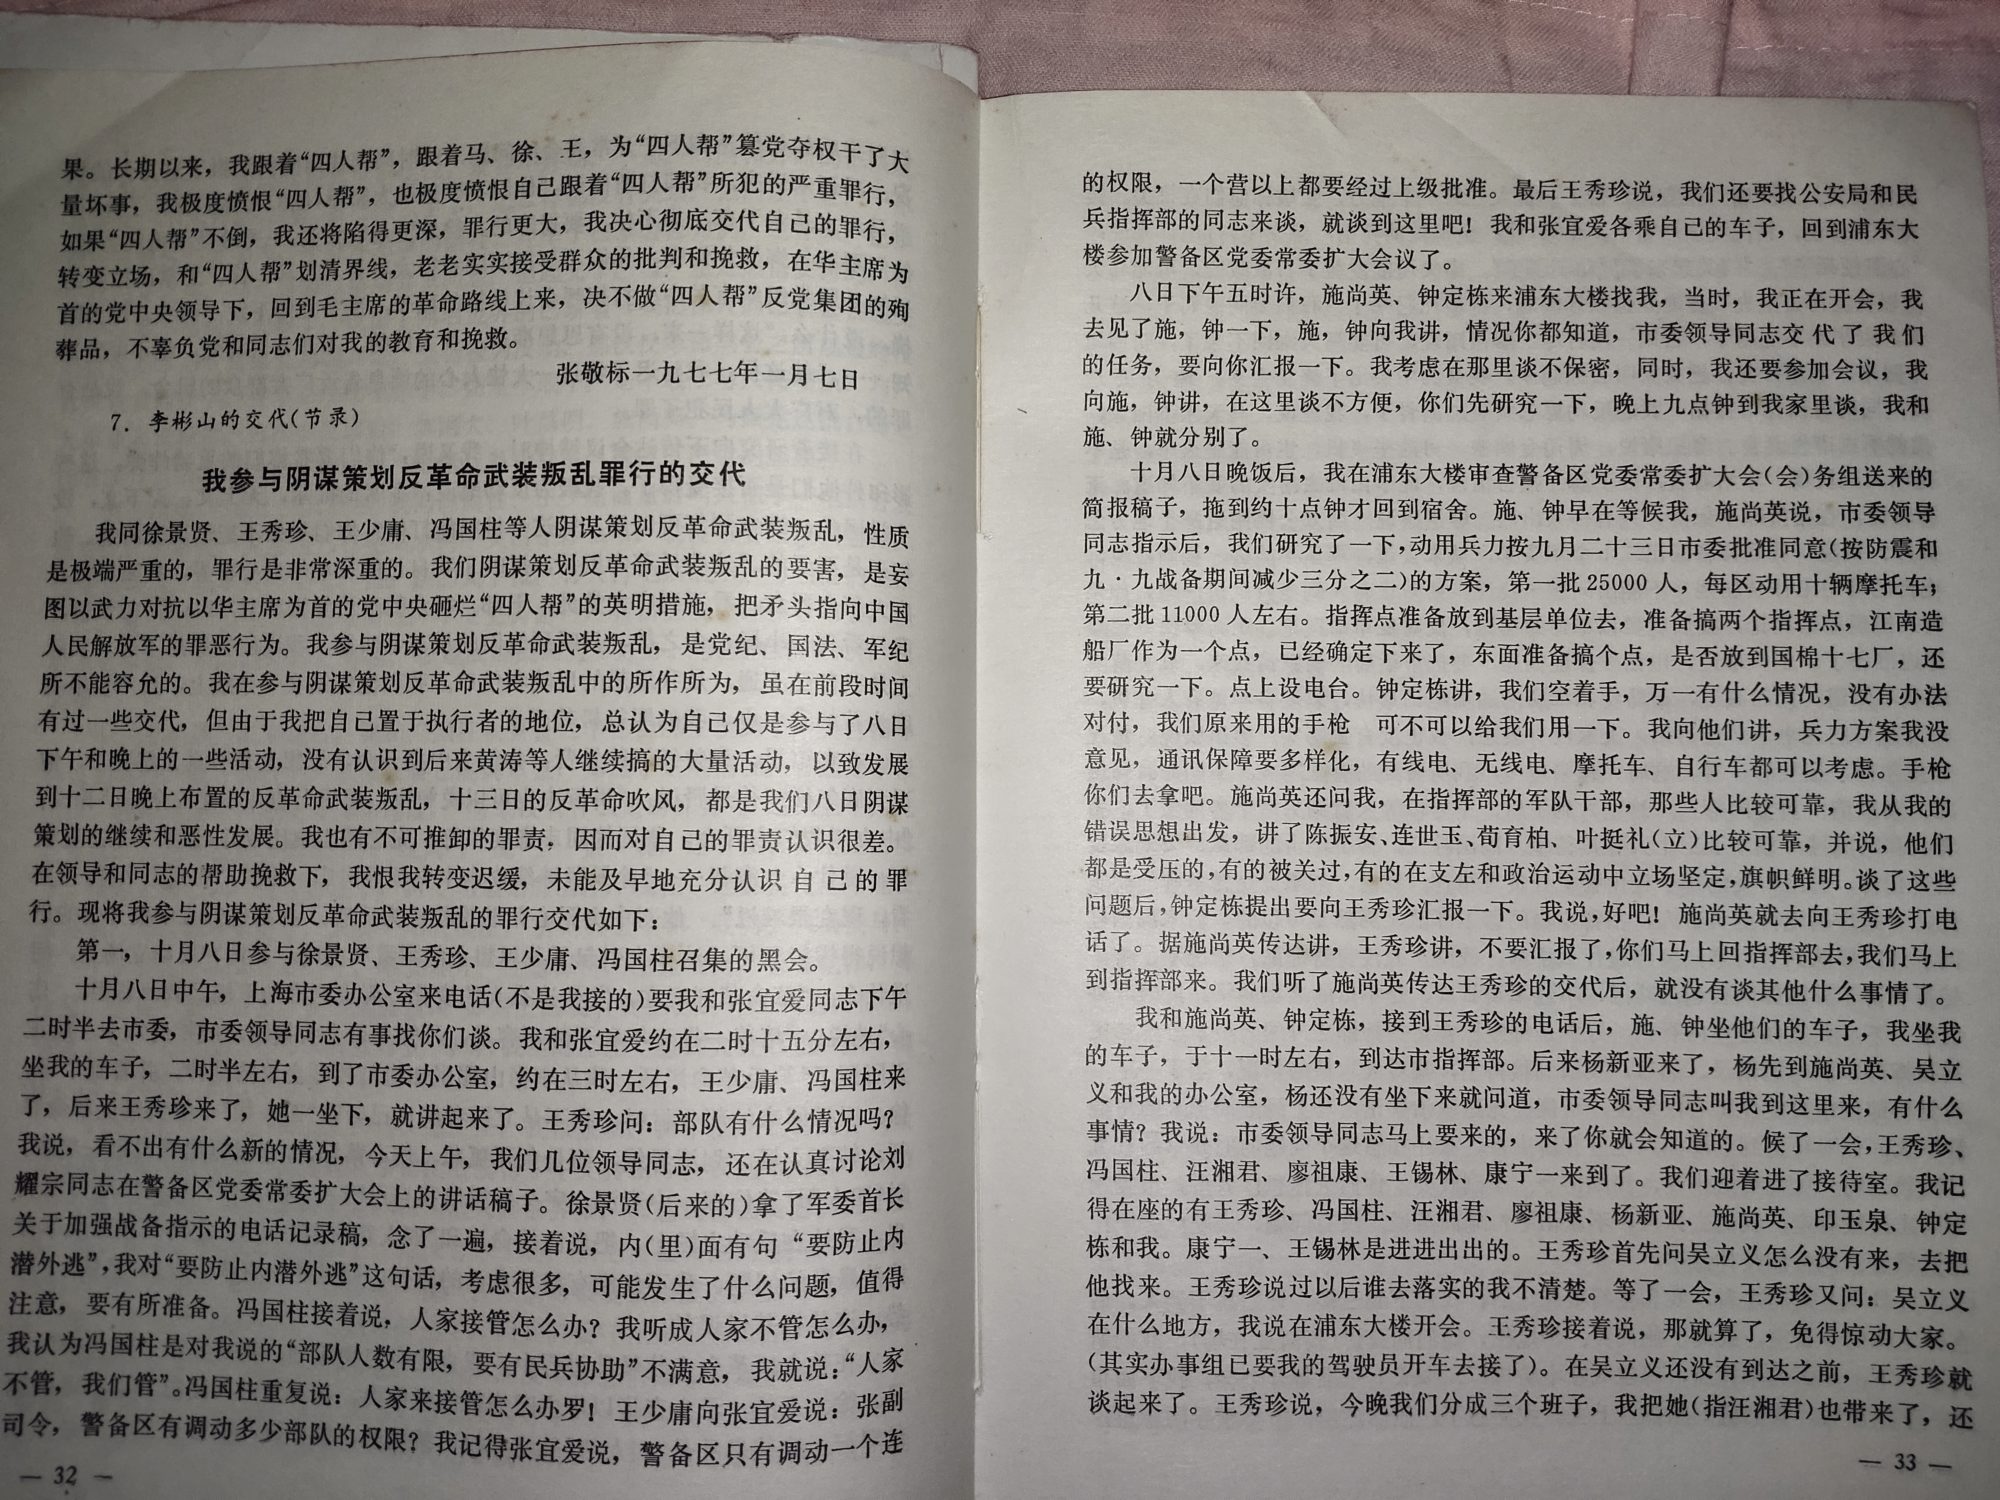 果。长期以来，我跟着“四人帮”，跟着马、徐、王，为“四人帮”篡党夺权干了大
量坏事，我极度愤恨“四人帮”，也极度愤恨自己跟着“四人帮”所犯的严重罪行，
如果“四人帮”不倒，我还将陷得更深，罪行更大，我决心彻底交代自己的罪行，
转变立场，和“四人帮”划清界线，老老实实接受群众的批判和挽救，在华主席为
首的党中央领导下，回到毛主席的革命路线上来，决不做“四人帮”反党集团的殉
葬品，不辜负党和同志们对我的教育和挽救。
张敬标一九七七年一月七日
7．李彬山的交代（节录）
我参与阴谋策划反革命武装叛乱罪行的交代
我同徐景贤、王秀珍、王少庸、冯国柱等人阴谋策划反革命武装叛乱，性质
是极端严重的，罪行是非常深重的。我们阴谋策划反革命武装叛乱的要害，是妄
图以武力对抗以华主席为首的党中央砸烂“四人帮”的英明措施，把矛头指向中国
人民解放军的罪恶行为。我参与阴谋策划反革命武装叛乱，是党纪、国法、军纪
所不能容允的。我在参与阴谋策划反革命武装叛乱中的所作所为，虽在前段时间
有过一些交代，但由于我把自己置于执行者的地位，总认为自己仅是参与了八日
下午和晚上的一些活动，没有认识到后来黄涛等人继续搞的大量活动，以致发展
到十二日晚上布置的反革命武装叛乱，十三日的反革命吹风，都是我们八日阴谋
策划的继续和恶性发展。我也有不可推卸的罪责，因而对自己的罪责认识很差。
在领导和同志的帮助挽救下，我恨我转变迟缓，未能及早地充分认识自己的罪
行。现将我参与阴谋策划反革命武装叛乱的罪行交代如下：
第一，十月八日参与徐景贤、王秀珍、王少庸、冯国柱召集的黑会。
十月八日中午，上海市委办公室来电话（不是我接的）要我和张宜爱同志下午
二时半去市委，市委领导同志有事找你们谈。我和张宜爱约在二时十五分左右，
坐我的车子，二时半左右，到了市委办公室，约在三时左右，王少庸、冯国柱来
了，后来王秀珍来了，她一坐下，就讲起来了。王秀珍问：部队有什么情况吗？
我说，看不出有什么新的情况，今天上午，我们几位领导同志，还在认真讨论刘
耀宗同志在警备区党委常委扩大会上的讲话稿子。徐景贤（后来的）拿了军委首长
关于加强战备指示的电话记录稿，念了一遍，接着说，内（里）面有句“要防止内
潜外逃”，我对“要防止内潜外逃”这句话，考虑很多，可能发生了什么问题，值得
注意，要有所准备。冯国柱接着说，人家接管怎么办？我听成人家不管怎么办，
我认为冯国柱是对我说的“部队人数有限，要有民兵协助”不满意，我就说：“人家
不管，我们管”。冯国柱重复说：人家来接管怎么办罗！王少庸向张宜爱说：张副
司令，警备区有调动多少部队的权限？我记得张宜爱说，警备区只有调动一个连
— 32 —
的权限，一个营以上都要经过上级批准。最后王秀珍说，我们还要找公安局和民
兵指挥部的同志来谈，就谈到这里吧！我和张宜爱各乘自己的车子，回到浦东大
楼参加警备区党委常委扩大会议了。
八日下午五时许，施尚英、钟定栋来浦东大楼找我，当时，我正在开会，我
去见了施，钟一下，施，钟向我讲，情况你都知道，市委领导同志交代了我们
的任务，要向你汇报一下。我考虑在那里谈不保密，同时，我还要参加会议，我
向施，钟讲，在这里谈不方便，你们先研究一下，晚上九点钟到我家里谈，我和
施、钟就分别了。
十月八日晚饭后，我在浦东大楼审查警备区党委常委扩大会（会）务组送来的
简报稿子，拖到约十点钟才回到宿舍。施、钟早在等候我，施尚英说，市委领导
同志指示后，我们研究了一下，动用兵力按九月二十三日市委批准同意（按防震和
九·九战备期间减少三分之二）的方案，第一批25000人，每区动用十辆摩托车；
第二批11000人左右。指挥点准备放到基层单位去，准备搞两个指挥点，江南造
船厂作为一个点，已经确定下来了，东面准备搞个点，是否放到国棉十七厂，还
要研究一下。点上设电台。钟定栋讲，我们空着手，万一有什么情况，没有办法
对付，我们原来用的手枪　可不可以给我们用一下。我向他们讲，兵力方案我没
意见，通讯保障要多样化，有线电、无线电、摩托车、自行车都可以考虑。手枪
你们去拿吧。施尚英还问我，在指挥部的军队干部，那些人比较可靠，我从我的
错误思想出发，讲了陈振安、连世玉、荀育柏、叶挺礼（立）比较可靠，并说，他们
都是受压的，有的被关过，有的在支左和政治运动中立场坚定，旗帜鲜明。谈了这些
问题后，钟定栋提出要向王秀珍汇报一下。我说，好吧！施尚英就去向王秀珍打电
话了。据施尚英传达讲，王秀珍讲，不要汇报了，你们马上回指挥部去，我们马上
到指挥部来。我们听了施尚英传达王秀珍的交代后，就没有谈其他什么事情了。
我和施尚英、钟定栋，接到王秀珍的电话后，施、钟坐他们的车子，我坐我
的车子，于十一时左右，到达市指挥部。后来杨新亚来了，杨先到施尚英、吴立
义和我的办公室，杨还没有坐下来就问道，市委领导同志叫我到这里来，有什么
事情？我说：市委领导同志马上要来的，来了你就会知道的。候了一会，王秀珍、
冯国柱、汪湘君、廖祖康、王锡林、康宁一来到了。我们迎着进了接待室。我记
得在座的有王秀珍、冯国柱、汪湘君、廖祖康、杨新亚、施尚英、印玉泉、钟定
栋和我。康宁一、王锡林是进进出出的。王秀珍首先问吴立义怎么没有来，去把
他找来。王秀珍说过以后谁去落实的我不清楚。等了一会，王秀珍又问：吴立义
在什么地方，我说在浦东大楼开会。王秀珍接着说，那就算了，免得惊动大家。
（其实办事组已要我的驾驶员开车去接了）。在吴立义还没有到达之前，王秀珍就
谈起来了。王秀珍说，今晚我们分成三个班子，我把她（指汪湘君）也带来了，还
— 33 —